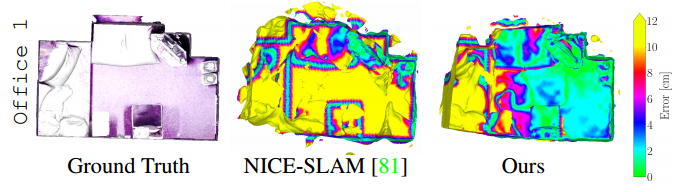 Office 1
Ground Truth
NICE-SLAM [81]
Ours
12
10
8
6
4
2
0
Error [cm]